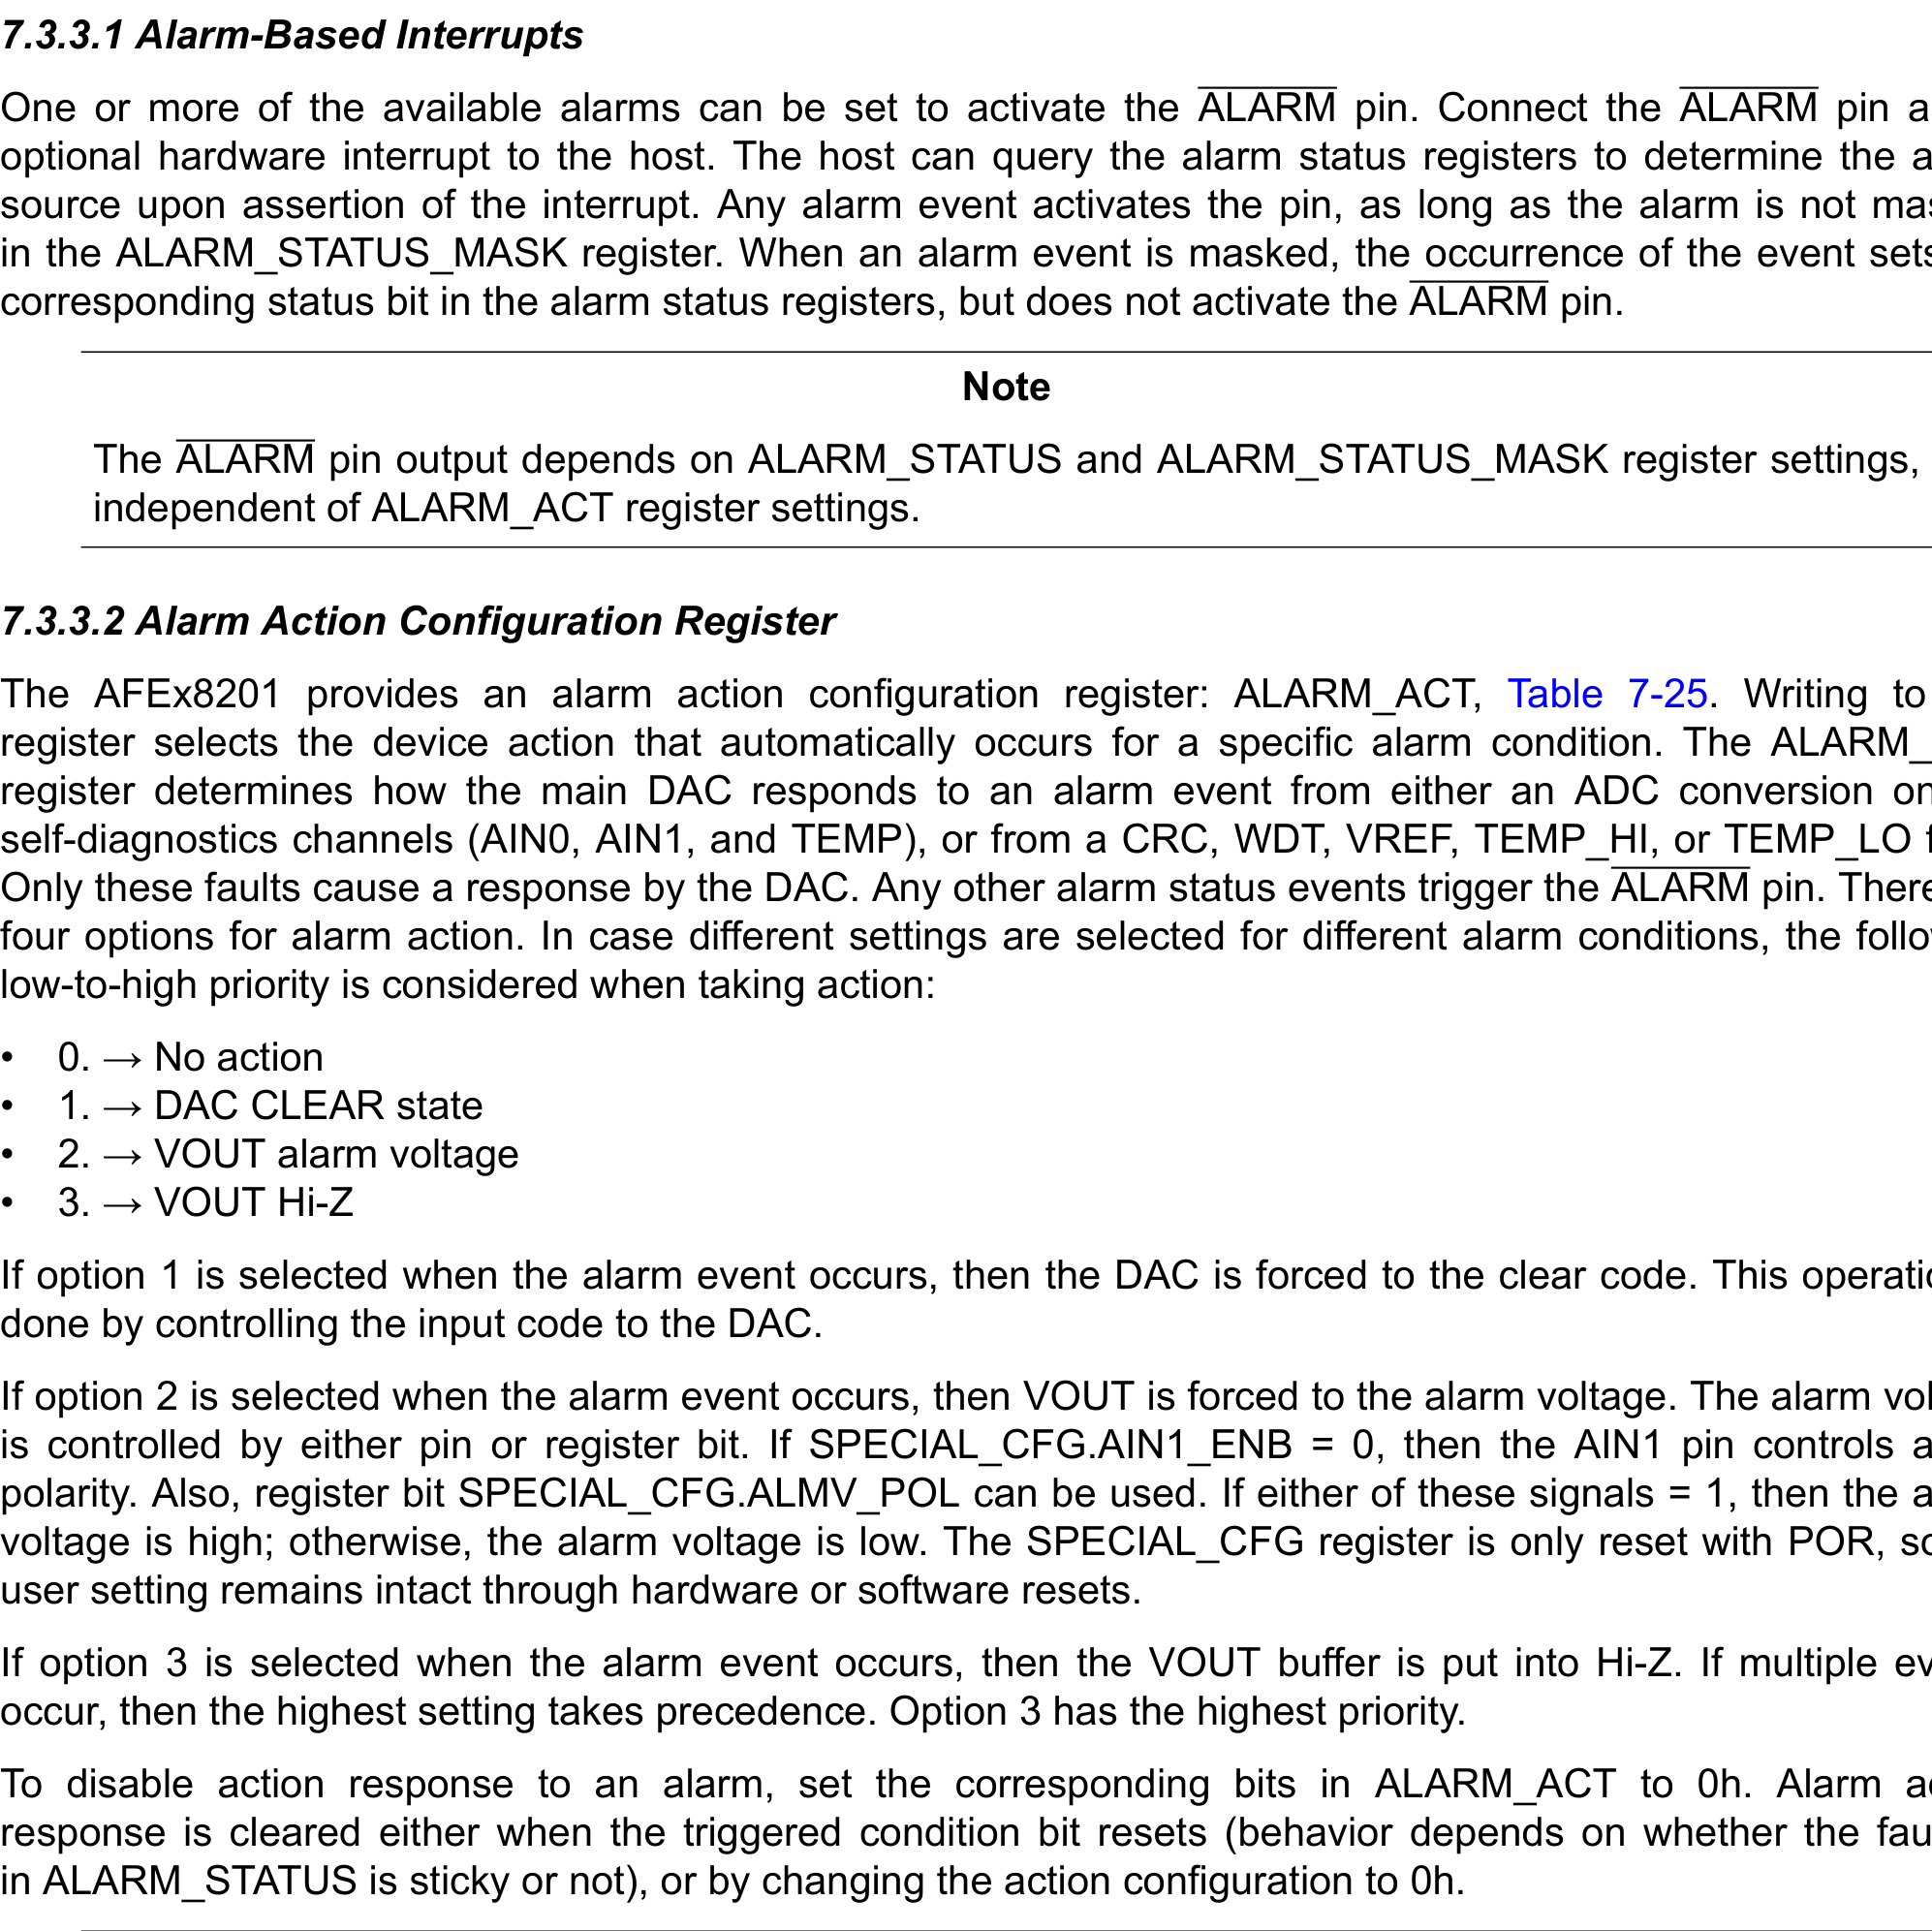 7.3.3.1 Alarm-Based Interrupts
One or more of the available alarms can be set to activate the ALARM pin. Connect the ALARM pin a
optional hardware interrupt to the host. The host can query the alarm status registers to determine the a
source upon assertion of the interrupt. Any alarm event activates the pin, as long as the alarm is not mas
in the ALARM_STATUS_MASK register. When an alarm event is masked, the occurrence of the event sets
corresponding status bit in the alarm status registers, but does not activate the ALARM pin.
Note
The ALARM pin output depends on ALARM_STATUS and ALARM_STATUS_MASK register settings,
independent of ALARM_ACT register settings.
7.3.3.2 Alarm Action Configuration Register
The AFEx8201 provides an alarm action configuration register: ALARM_ACT, Table 7-25. Writing to
register selects the device action that automatically occurs for a specific alarm condition. The ALARM_
register determines how the main DAC responds to an alarm event from either an ADC conversion on
self-diagnostics channels (AIN0, AIN1, and TEMP), or from a CRC, WDT, VREF, TEMP_HI, or TEMP_LO f
Only these faults cause a response by the DAC. Any other alarm status events trigger the ALARM pin. There
four options for alarm action. In case different settings are selected for different alarm conditions, the follo
low-to-high priority is considered when taking action:
• 0. → No action
• 1. → DAC CLEAR state
• 2. → VOUT alarm voltage
• 3. → VOUT Hi-Z
If option 1 is selected when the alarm event occurs, then the DAC is forced to the clear code. This operatio
done by controlling the input code to the DAC.
If option 2 is selected when the alarm event occurs, then VOUT is forced to the alarm voltage. The alarm vol
is controlled by either pin or register bit. If SPECIAL_CFG.AIN1_ENB = 0, then the AIN1 pin controls a
polarity. Also, register bit SPECIAL_CFG.ALMV_POL can be used. If either of these signals = 1, then the a
voltage is high; otherwise, the alarm voltage is low. The SPECIAL_CFG register is only reset with POR, so
user setting remains intact through hardware or software resets.
If option 3 is selected when the alarm event occurs, then the VOUT buffer is put into Hi-Z. If multiple ev
occur, then the highest setting takes precedence. Option 3 has the highest priority.
To disable action response to an alarm, set the corresponding bits in ALARM_ACT to 0h. Alarm ac
response is cleared either when the triggered condition bit resets (behavior depends on whether the fau
in ALARM_STATUS is sticky or not), or by changing the action configuration to 0h.